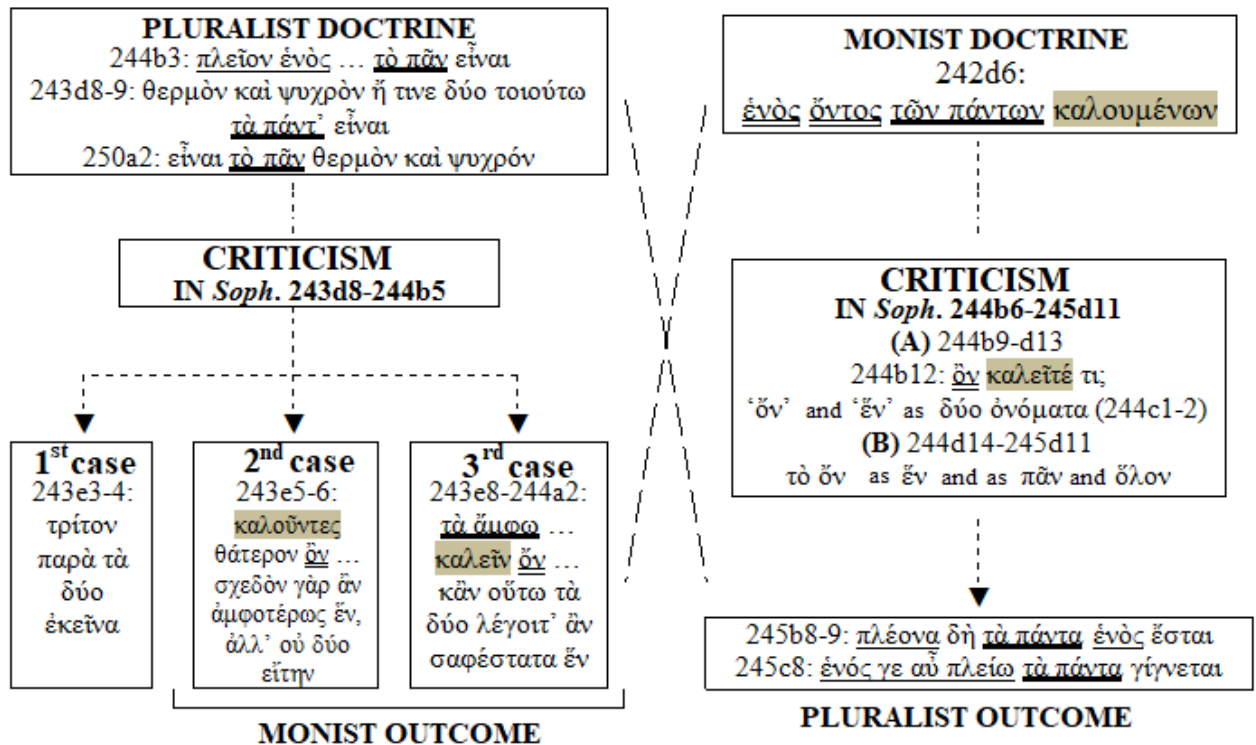 PLURALIST DOCTRINE
244b3: πλεῖον ἑνὸς … τὸ πᾶν εἶναι
243d8-9: θερμὸν καὶ ψυχρὸν ἤ τινε δύο τοιούτω
τὰ πάντ’ εἶναι
250a2: εἶναι τὸ πᾶν θερμὸν καὶ ψυχρόν
MONIST DOCTRINE
242d6:
ἑνὸς ὄντος τῶν πάντων καλουμένων
CRITICISM
IN Soph. 243d8-244b5
CRITICISM
IN Soph. 244b6-245d11
(A) 244b9-d13
244b12: ὂν καλεῖτέ τι;
‘ὄν’ and ‘ἕν’ as δύο ὀνόματα (244c1-2)
(B) 244d14-245d11
τὸ ὄν as ἕν and as πᾶν and ὅλον
1st case
243e3-4:
τρίτον
παρὰ τὰ
δύο
ἐκεῖνα
2nd case
243e5-6:
καλοῦντες
θάτερον ὂν …
σχεδὸν γὰρ ἂν
ἀμφοτέρως ἕν,
ἀλλ’ οὐ δύο
εἴτην
3rd case
243e8-244a2:
τὰ ἄμφω …
καλεῖν ὄν …
κἂν οὕτω τὰ
δύο λέγοιτ’ ἂν
σαφέστατα ἕν
MONIST OUTCOME
245b8-9: πλέονα δὴ τὰ πάντα ἑνὸς ἔσται
245c8: ἑνός γε αὖ πλείω τὰ πάντα γίγνεται
PLURALIST OUTCOME